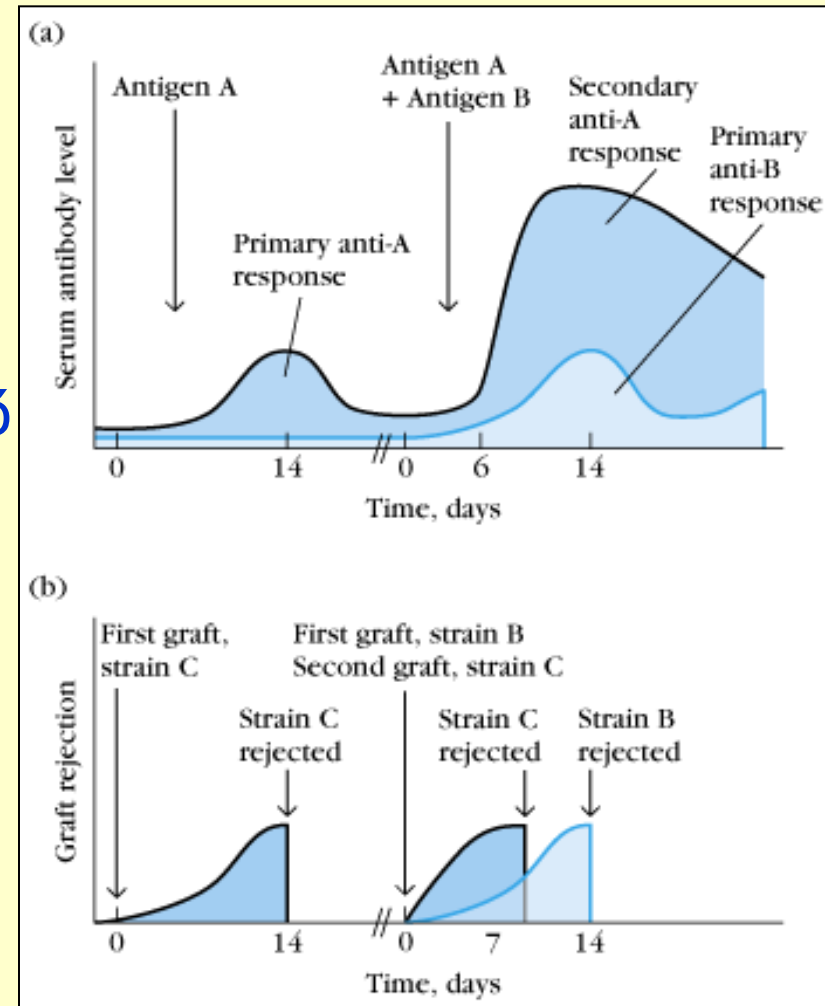 (a)
Antigen A
Antigen A
+ Antigen B
Secondary
anti-A
response
Primary
anti-B
response
Primary anti-A
response
Serum antibody level
0 14 // 0 6 14
Time, days
(b)
First graft,
strain C
First graft, strain B
Second graft, strain C
Strain C
rejected
Strain C
rejected
Strain B
rejected
Graft rejection
0 14 // 0 7 14
Time, days